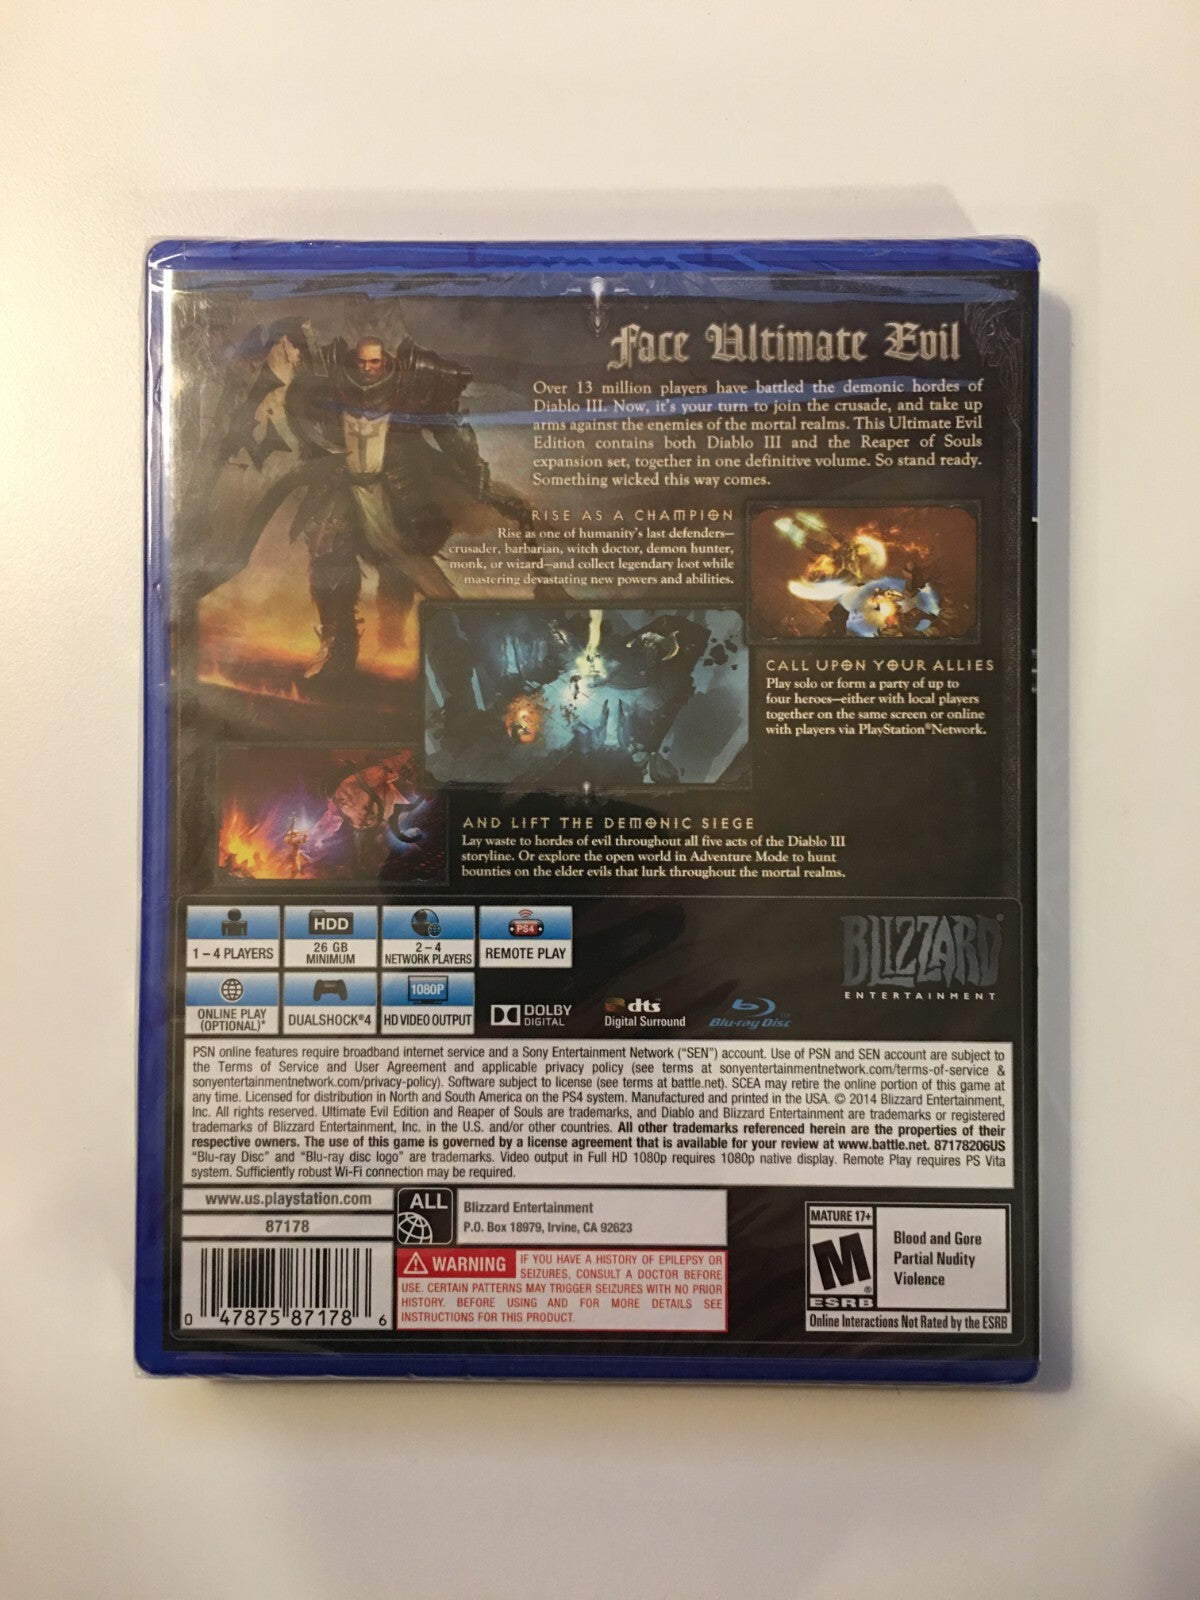 Face Ultimate Evil
Over 13 million players have battled the demonic hordes of
Diablo III. Now, it's your turn to join the crusade, and take up
arms against the enemies of the mortal realms. This Ultimate Evil
Edition contains both Diablo III and the Reaper of Souls
expansion set, together in one definitive volume. So stand ready.
Something wicked this way comes.
RISE AS A CHAMPION
Rise as one of humanity's last defenders—
crusader, barbarian, witch doctor, demon hunter,
monk, or wizard—and collect legendary loot while
mastering devastating new powers and abilities.
CALL UPON YOUR ALLIES
Play solo or form a party of up to
four heroes—either with local players
together on the same screen or online
with players via PlayStation®Network.
AND LIFT THE DEMONIC SIEGE
Lay waste to hordes of evil throughout all five acts of the Diablo III
storyline. Or explore the open world in Adventure Mode to hunt
bounties on the elder evils that lurk throughout the mortal realms.
1 – 4 PLAYERS
HDD
26 GB
MINIMUM
2 – 4
NETWORK PLAYERS
PS4
REMOTE PLAY
ONLINE PLAY
(OPTIONAL)*
DUALSHOCK®4
1080P
HD VIDEO OUTPUT
DOLBY
DIGITAL
dts
Digital Surround
Blu-ray Disc™
BLIZZARD®
ENTERTAINMENT
PSN online features require broadband internet service and a Sony Entertainment Network ("SEN") account. Use of PSN and SEN account are subject to
the Terms of Service and User Agreement and applicable privacy policy (see terms at sonyentertainmentnetwork.com/terms-of-service &
sonyentertainmentnetwork.com/privacy-policy). Software subject to license (see terms at battle.net). SCEA may retire the online portion of this game at
any time. Licensed for distribution in North and South America on the PS4 system. Manufactured and printed in the USA. © 2014 Blizzard Entertainment,
Inc. All rights reserved. Ultimate Evil Edition and Reaper of Souls are trademarks, and Diablo and Blizzard Entertainment are trademarks or registered
trademarks of Blizzard Entertainment, Inc. in the U.S. and/or other countries. All other trademarks referenced herein are the properties of their
respective owners. The use of this game is governed by a license agreement that is available for your review at www.battle.net. 87178206US
"Blu-ray Disc" and "Blu-ray disc logo" are trademarks. Video output in Full HD 1080p requires 1080p native display. Remote Play requires PS Vita
system. Sufficiently robust Wi-Fi connection may be required.
www.us.playstation.com
87178
0 47875 87178 6
ALL
Blizzard Entertainment
P.O. Box 18979, Irvine, CA 92623
WARNING IF YOU HAVE A HISTORY OF EPILEPSY OR
SEIZURES, CONSULT A DOCTOR BEFORE
USE. CERTAIN PATTERNS MAY TRIGGER SEIZURES WITH NO PRIOR
HISTORY. BEFORE USING AND FOR MORE DETAILS SEE
INSTRUCTIONS FOR THIS PRODUCT.
MATURE 17+
M®
ESRB
Blood and Gore
Partial Nudity
Violence
Online Interactions Not Rated by the ESRB